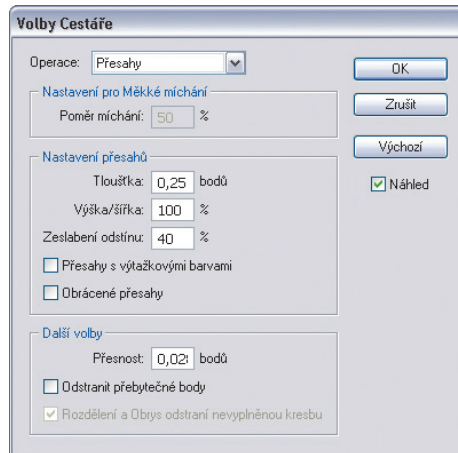 Volby Cestáře
Operace: Přesahy
OK
Nastavení pro Měkké míchání
Poměr míchání: 50 %
Zrušit
Výchozí
Nastavení přesahů
Tloušťka: 0,25 bodů
Náhled
Výška/šířka: 100 %
Zeslabení odstínu: 40 %
Přesahy s výtažkovými barvami
Obrácené přesahy
Další volby
Přesnost: 0,028 bodů
Odstranit přebytečné body
Rozdělení a Obrys odstraní nevyplněnou kresbu